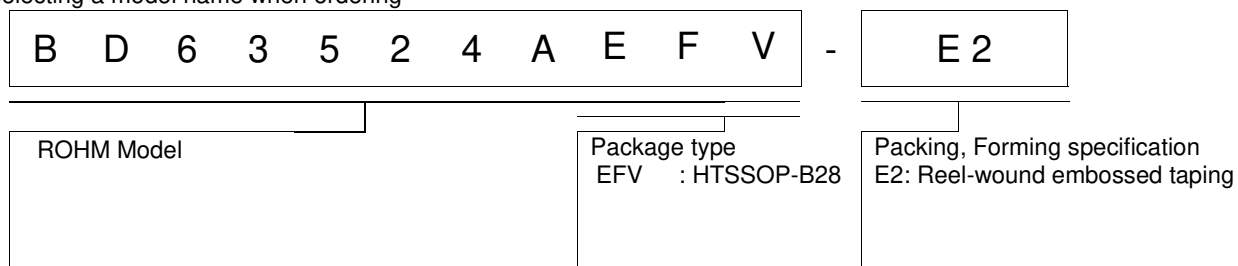 electing a model name when ordering
B D 6 3 5 2 4 A E F V - E 2
ROHM Model
Package type
EFV : HTSSOP-B28
Packing, Forming specification
E2: Reel-wound embossed taping